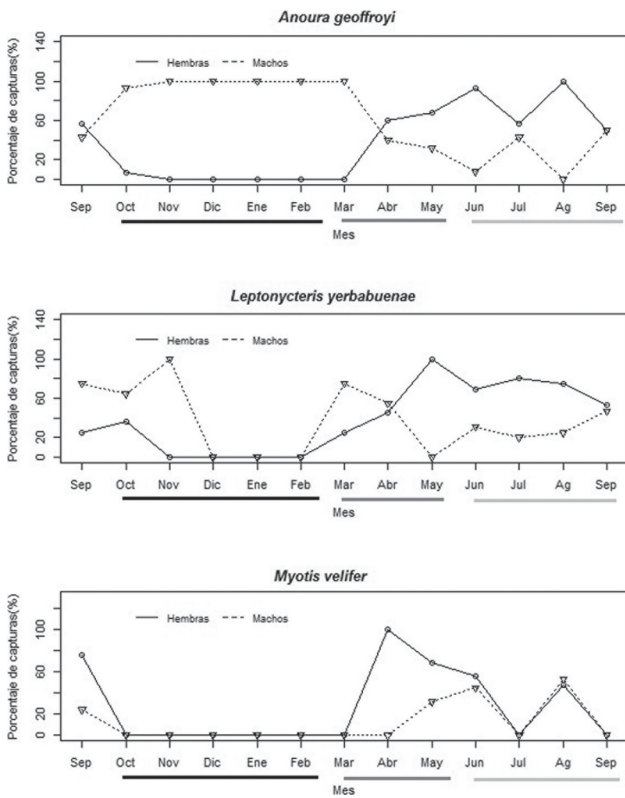 Anoura geoffroyi
Porcentaje de capturas(%)
140
100
60
20
0
Hembras Machos
Sep Oct Nov Dic Ene Feb Mar Abr May Jun Jul Ag Sep
Mes
Leptonycteris yerbabuenae
Porcentaje de capturas(%)
140
100
60
20
0
Hembras Machos
Sep Oct Nov Dic Ene Feb Mar Abr May Jun Jul Ag Sep
Mes
Myotis velifer
Porcentaje de capturas(%)
100
60
20
0
Hembras Machos
Sep Oct Nov Dic Ene Feb Mar Abr May Jun Jul Ag Sep
Mes